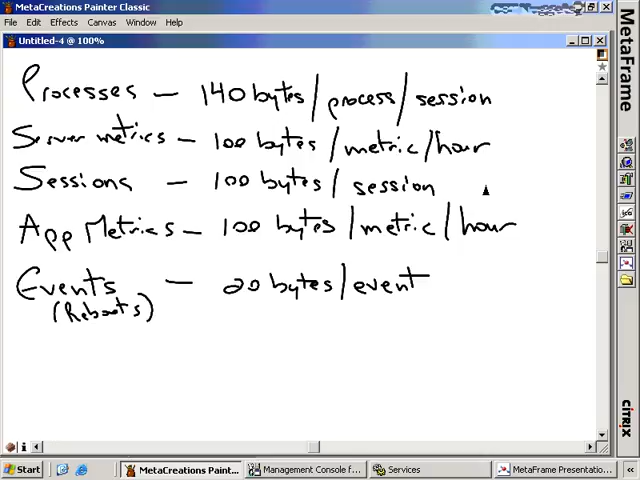 MetaCreations Painter Classic
File Edit Effects Canvas Window
Untitled-4 @ 100%
Processes — 140 bytes/process/session
Server metrics — 100 bytes/metric/hour
Sessions — 100 bytes/session
App Metrics — 100 bytes/metric/hour
Events — 20 bytes/event
(Reboots)
MetaFrame
CITRIX
Start
MetaCreations Painter...
Management Console f...
Services
MetaFrame Presentatio...